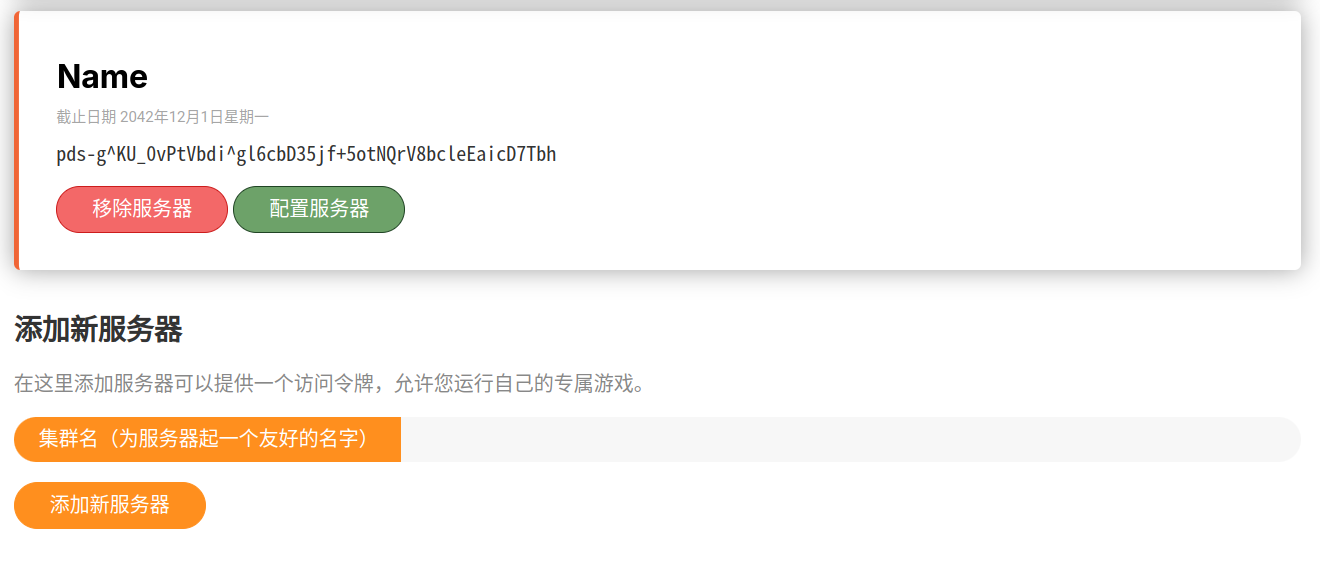 Name
截止日期 2042年12月1日星期一
pds-g^KU_0vPtVbdi^gl6cbD35jf+5otNQrV8bcleEaicD7Tbh
移除服务器
配置服务器
添加新服务器
在这里添加服务器可以提供一个访问令牌，允许您运行自己的专属游戏。
集群名（为服务器起一个友好的名字）
添加新服务器